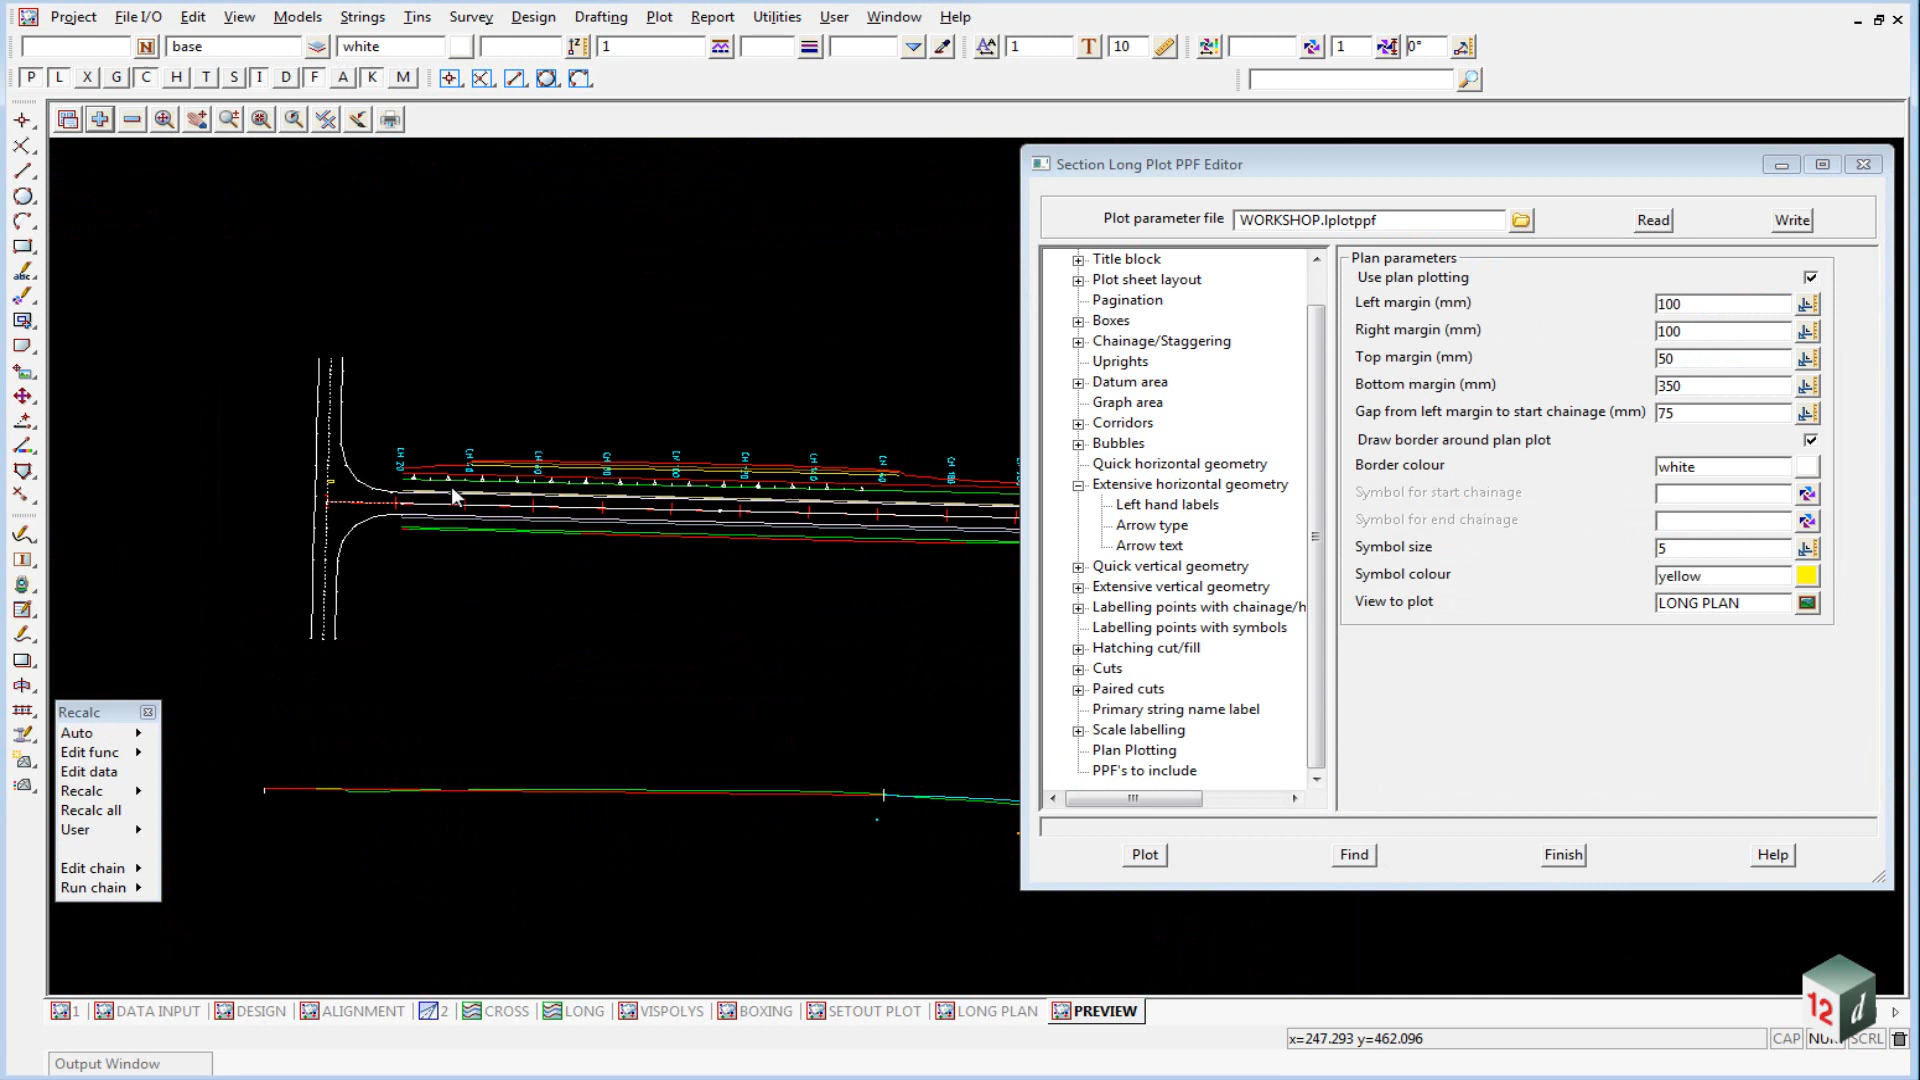 Project File I/O Edit View Models Strings Tins Survey Design Drafting Plot Report Utilities User Window Help
N base white 1 T 1 10 1 0°
P L X G C H T S I D F A K M
Section Long Plot PPF Editor
Plot parameter file WORKSHOP.lplotppf Read Write
Title block
Plot sheet layout
Pagination
Boxes
Chainage/Staggering
Uprights
Datum area
Graph area
Corridors
Bubbles
Quick horizontal geometry
Extensive horizontal geometry
Left hand labels
Arrow type
Arrow text
Quick vertical geometry
Extensive vertical geometry
Labelling points with chainage/h
Labelling points with symbols
Hatching cut/fill
Cuts
Paired cuts
Primary string name label
Scale labelling
Plan Plotting
PPF's to include
Plan parameters
Use plan plotting
Left margin (mm) 100
Right margin (mm) 100
Top margin (mm) 50
Bottom margin (mm) 350
Gap from left margin to start chainage (mm) 75
Draw border around plan plot
Border colour white
Symbol for start chainage
Symbol for end chainage
Symbol size 5
Symbol colour yellow
View to plot LONG PLAN
Plot Find Finish Help
Recalc
Auto
Edit func
Edit data
Recalc
Recalc all
User
Edit chain
Run chain
1 DATA INPUT DESIGN ALIGNMENT 2 CROSS LONG VISPOLYS BOXING SETOUT PLOT LONG PLAN PREVIEW
12 d
x=247.293 y=462.096 CAP NUM SCRL
Output Window